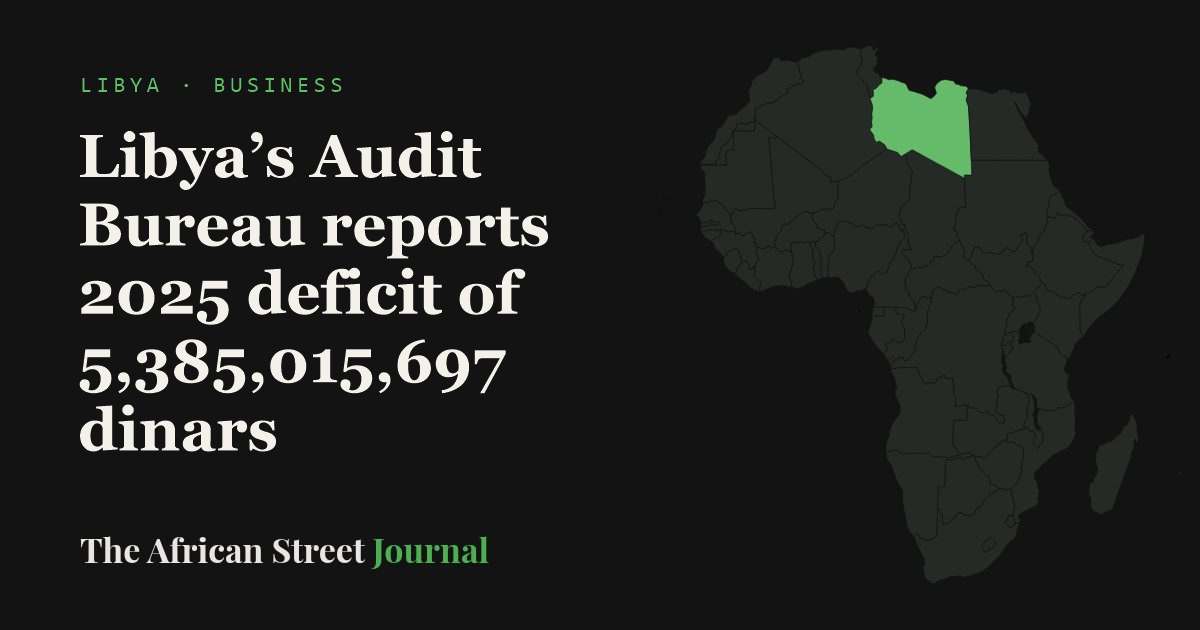 LIBYA · BUSINESS
Libya’s Audit
Bureau reports
2025 deficit of
5,385,015,697
dinars
The African Street Journal